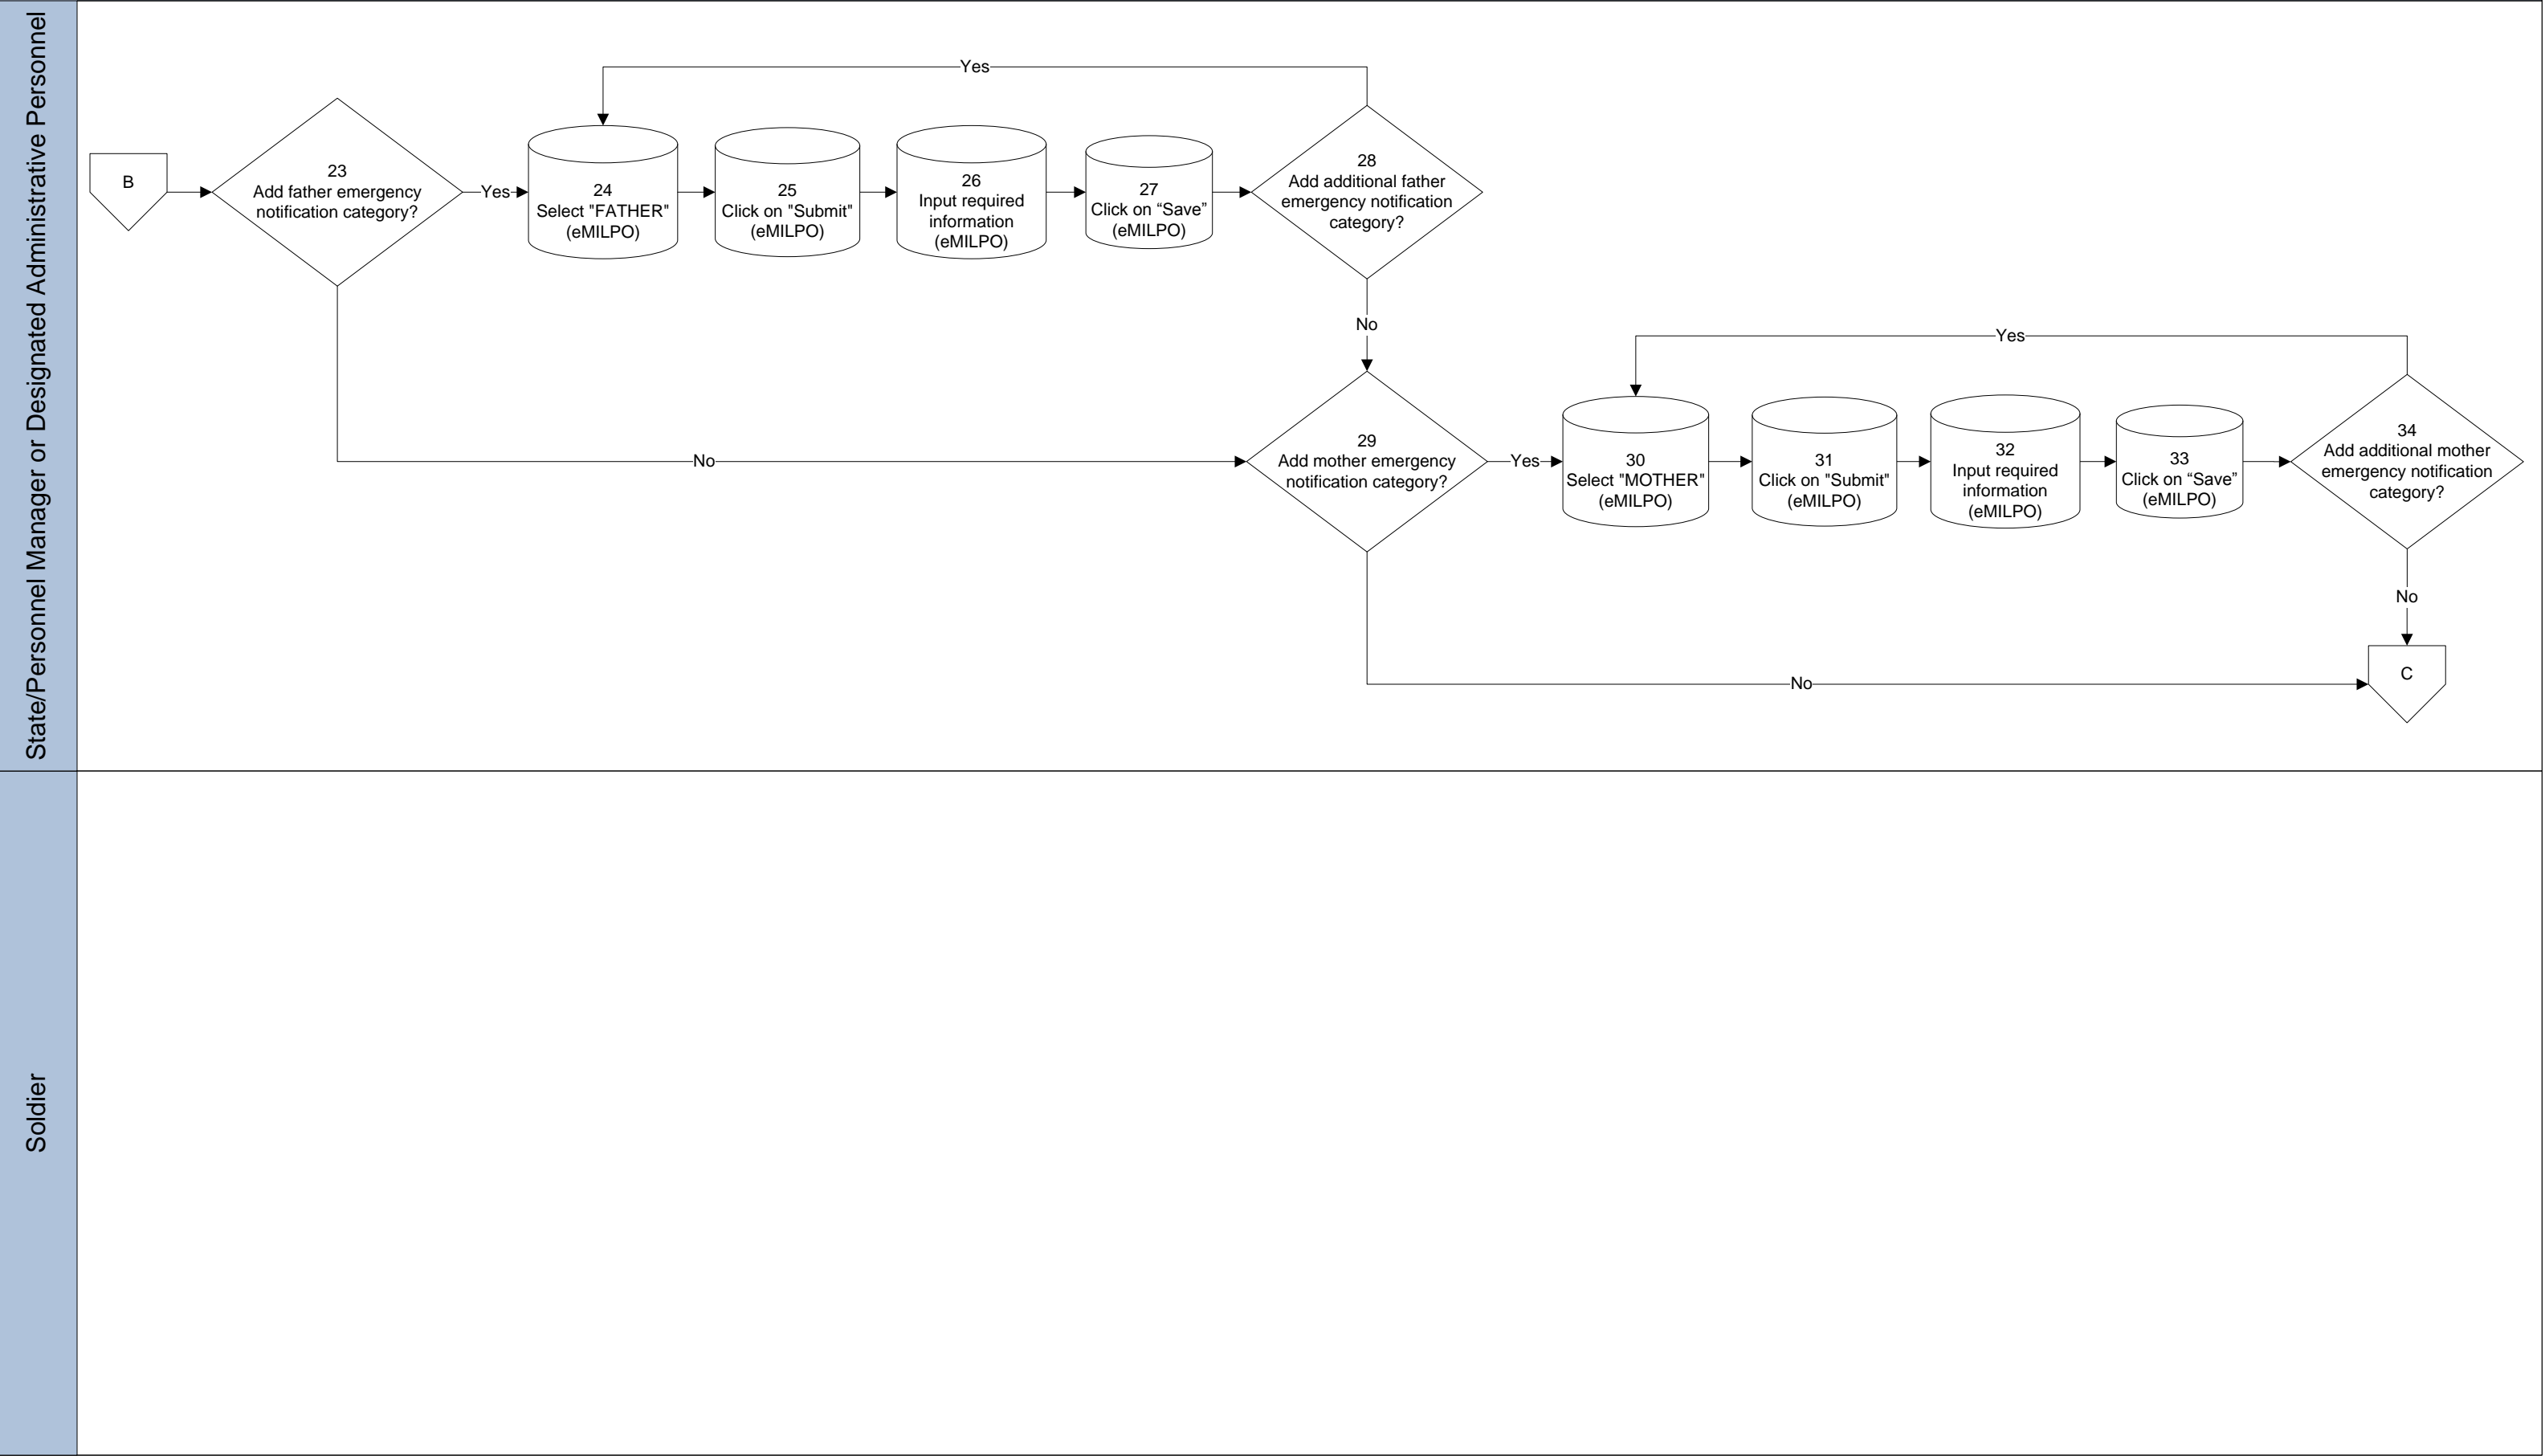 State/Personnel Manager or Designated Administrative Personnel
Yes
B
23
Add father emergency
notification category?
Yes
24
Select "FATHER"
(eMILPO)
25
Click on "Submit"
(eMILPO)
26
Input required
information
(eMILPO)
27
Click on “Save”
(eMILPO)
28
Add additional father
emergency notification
category?
No
Yes
No
29
Add mother emergency
notification category?
Yes
30
Select "MOTHER"
(eMILPO)
31
Click on "Submit"
(eMILPO)
32
Input required
information
(eMILPO)
33
Click on “Save”
(eMILPO)
34
Add additional mother
emergency notification
category?
No
No
C
Soldier